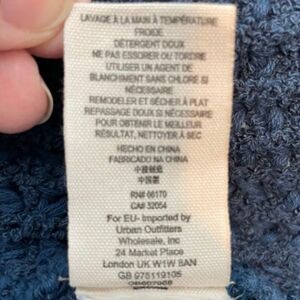 LAVAGE À LA MAIN À TEMPÉRATURE
FROIDE
DÉTERGENT DOUX
NE PAS ESSORER OU TORDRE
UTILISER UN AGENT DE
BLANCHIMENT SANS CHLORE SI
NÉCESSAIRE
REMODELER ET SÉCHER À PLAT
REPASSAGE DOUX SI NÉCESSAIRE
POUR OBTENIR LE MEILLEUR
RÉSULTAT, NETTOYER À SEC
HECHO EN CHINA
FABRICADO NA CHINA
中國製造
中国製
RN# 66170
CA# 32054
For EU- Imported by
Urban Outfitters
Wholesale, Inc
24 Market Place
London UK W1W 8AN
GB 975119105